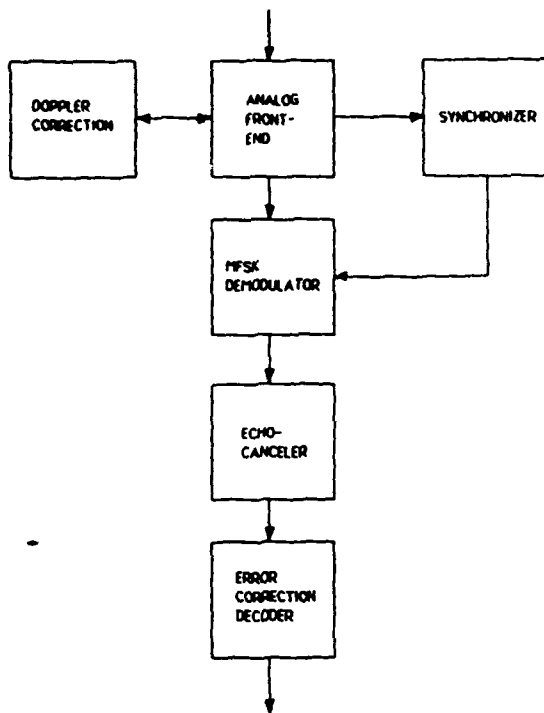 DOPPLER
CORRECTION
ANALOG
FRONT-
END
SYNCHRONIZER
MFSK
DEMODULATOR
ECHO-
CANCELER
ERROR
CORRECTION
DECODER